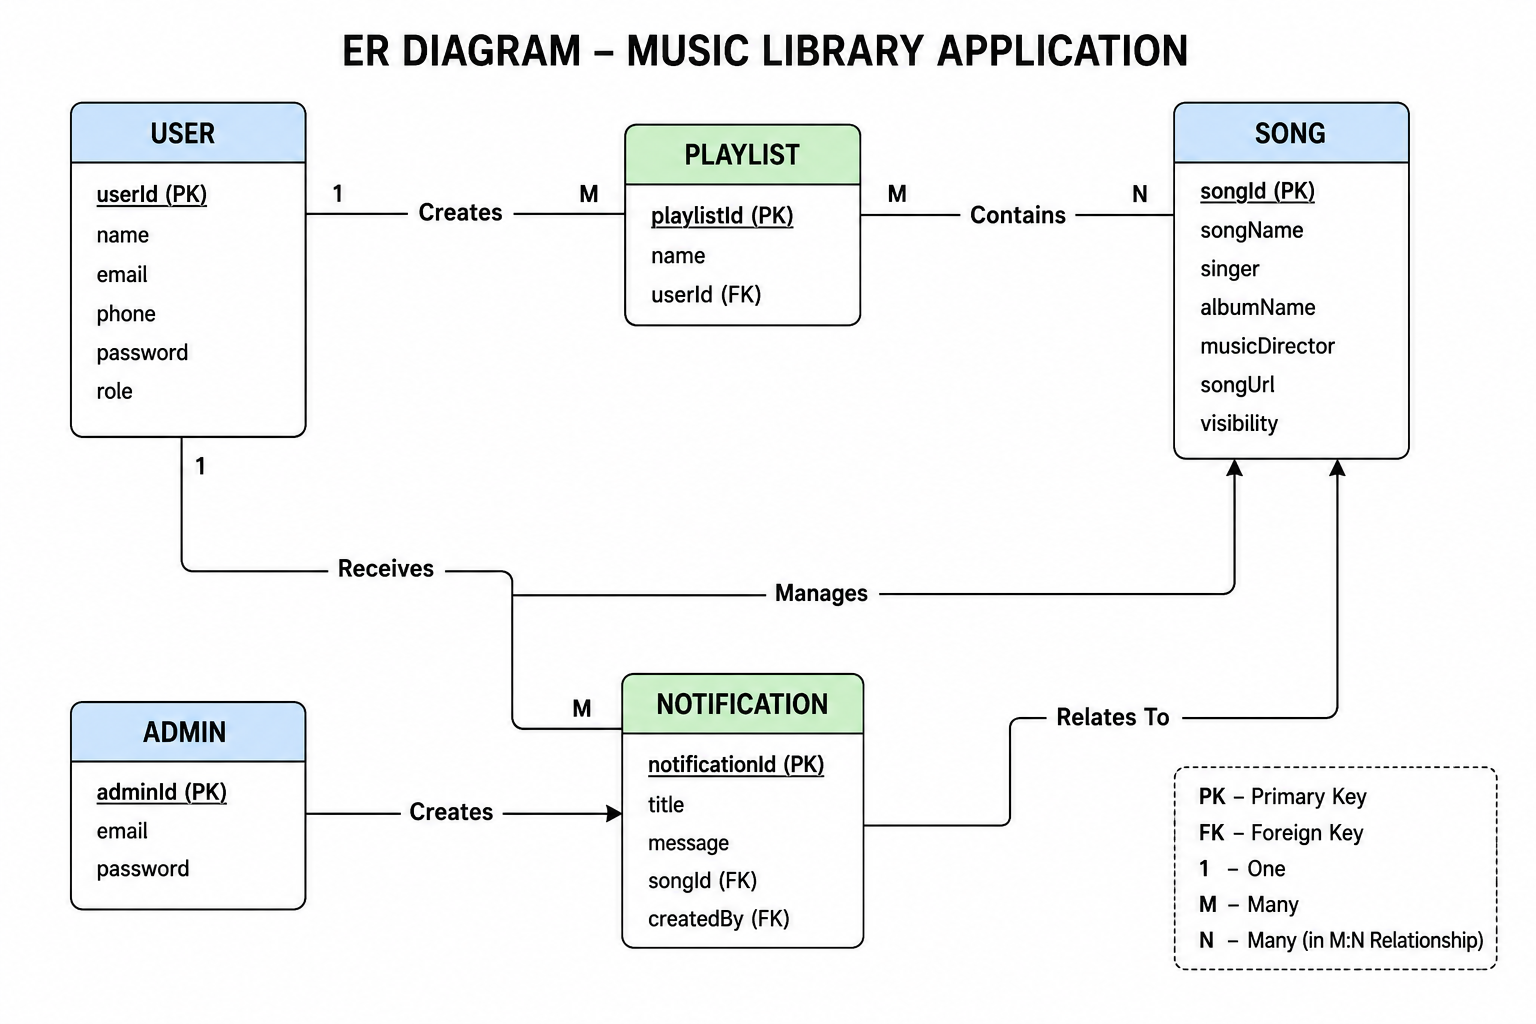 ER DIAGRAM – MUSIC LIBRARY APPLICATION
USER
userId (PK)
name
email
phone
password
role
1
Creates
M
PLAYLIST
playlistId (PK)
name
userId (FK)
M
Contains
N
SONG
songId (PK)
songName
singer
albumName
musicDirector
songUrl
visibility
1
Receives
Manages
M
ADMIN
adminId (PK)
email
password
Creates
NOTIFICATION
notificationId (PK)
title
message
songId (FK)
createdBy (FK)
Relates To
PK – Primary Key
FK – Foreign Key
1 – One
M – Many
N – Many (in M:N Relationship)